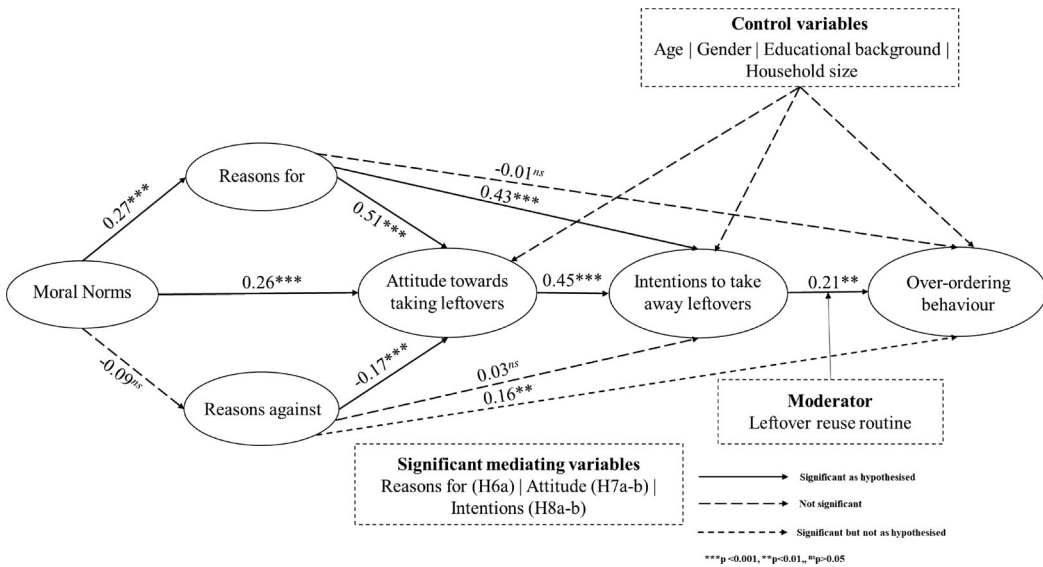 Control variables
Age | Gender | Educational background |
Household size
Reasons for
-0.01ns
0.43***
0.27***
0.51***
Moral Norms
0.26***
Attitude towards
taking leftovers
0.45***
Intentions to take
away leftovers
0.21**
Over-ordering
behaviour
-0.09ns
-0.17***
0.03ns
0.16**
Reasons against
Moderator
Leftover reuse routine
Significant mediating variables
Reasons for (H6a) | Attitude (H7a-b) |
Intentions (H8a-b)
Significant as hypothesised
Not significant
Significant but not as hypothesised
***p <0.001, **p<0.01,, nsp>0.05